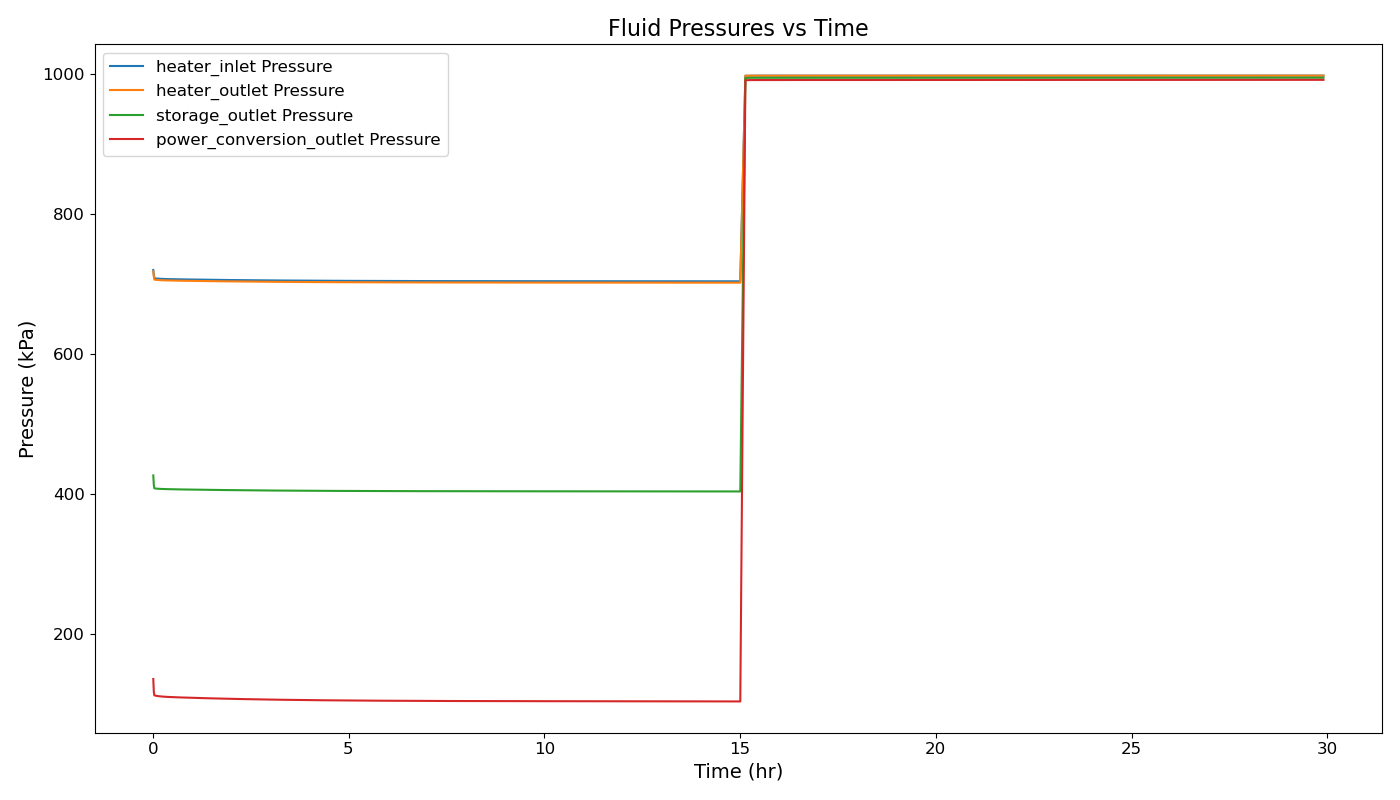 Fluid Pressures vs Time
heater_inlet Pressure
heater_outlet Pressure
storage_outlet Pressure
power_conversion_outlet Pressure
Pressure (kPa)
1000
800
600
400
200
0 5 10 15 20 25 30
Time (hr)